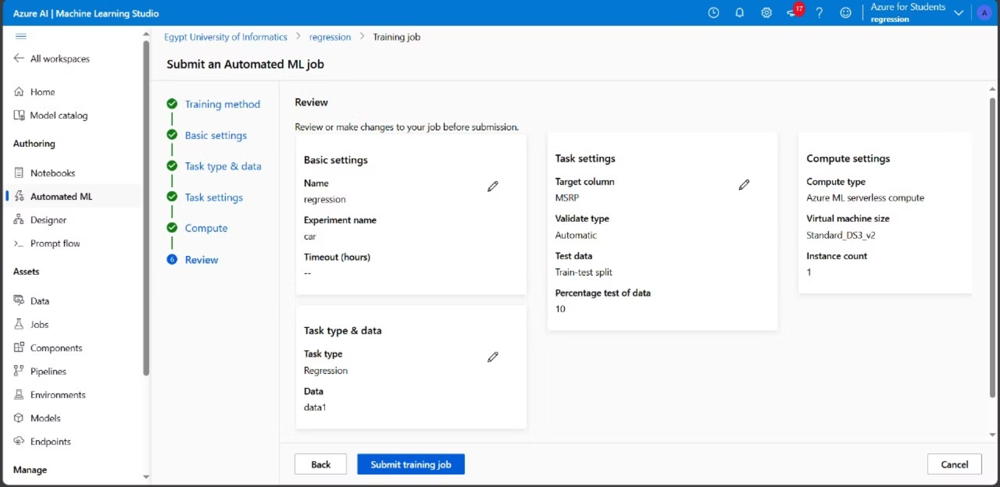 Azure AI | Machine Learning Studio
17
Azure for Students
regression
A
All workspaces
Home
Model catalog
Authoring
Notebooks
Automated ML
Designer
Prompt flow
Assets
Data
Jobs
Components
Pipelines
Environments
Models
Endpoints
Manage
Egypt University of Informatics > regression > Training job
Submit an Automated ML job
Training method
Basic settings
Task type & data
Task settings
Compute
6 Review
Review
Review or make changes to your job before submission.
Basic settings
Name
regression
Experiment name
car
Timeout (hours)
--
Task type & data
Task type
Regression
Data
data1
Task settings
Target column
MSRP
Validate type
Automatic
Test data
Train-test split
Percentage test of data
10
Compute settings
Compute type
Azure ML serverless compute
Virtual machine size
Standard_DS3_v2
Instance count
1
Back
Submit training job
Cancel